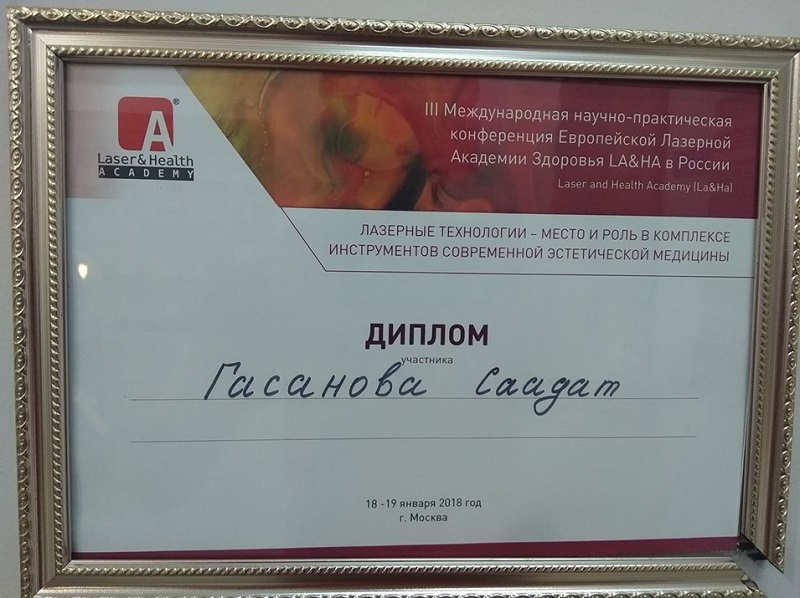 A®
Laser & Health
ACADEMY
III Международная научно-практическая
конференция Европейской Лазерной
Академии Здоровья LA&HA в России
Laser and Health Academy (La&Ha)
ЛАЗЕРНЫЕ ТЕХНОЛОГИИ – МЕСТО И РОЛЬ В КОМПЛЕКСЕ
ИНСТРУМЕНТОВ СОВРЕМЕННОЙ ЭСТЕТИЧЕСКОЙ МЕДИЦИНЫ
ДИПЛОМ
участника
Гасанова Саадат
18 -19 января 2018 год
г. Москва